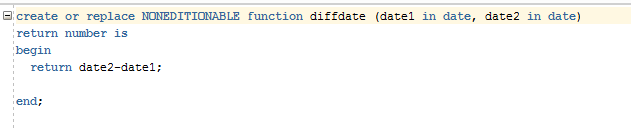 create or replace NONEDITIONABLE function diffdate (date1 in date, date2 in date)
return number is
begin
return date2-date1;
end;